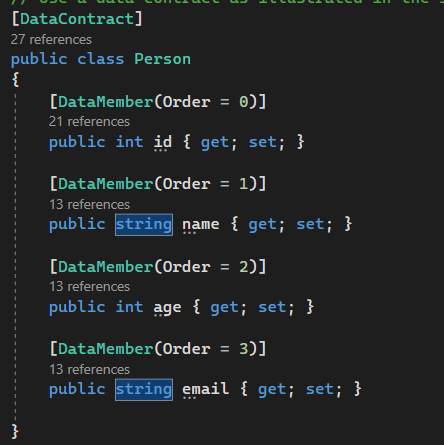 // Use a data contract as illustrated in the s
[DataContract]
27 references
public class Person
{
[DataMember(Order = 0)]
21 references
public int id { get; set; }
[DataMember(Order = 1)]
13 references
public string name { get; set; }
[DataMember(Order = 2)]
13 references
public int age { get; set; }
[DataMember(Order = 3)]
13 references
public string email { get; set; }
}